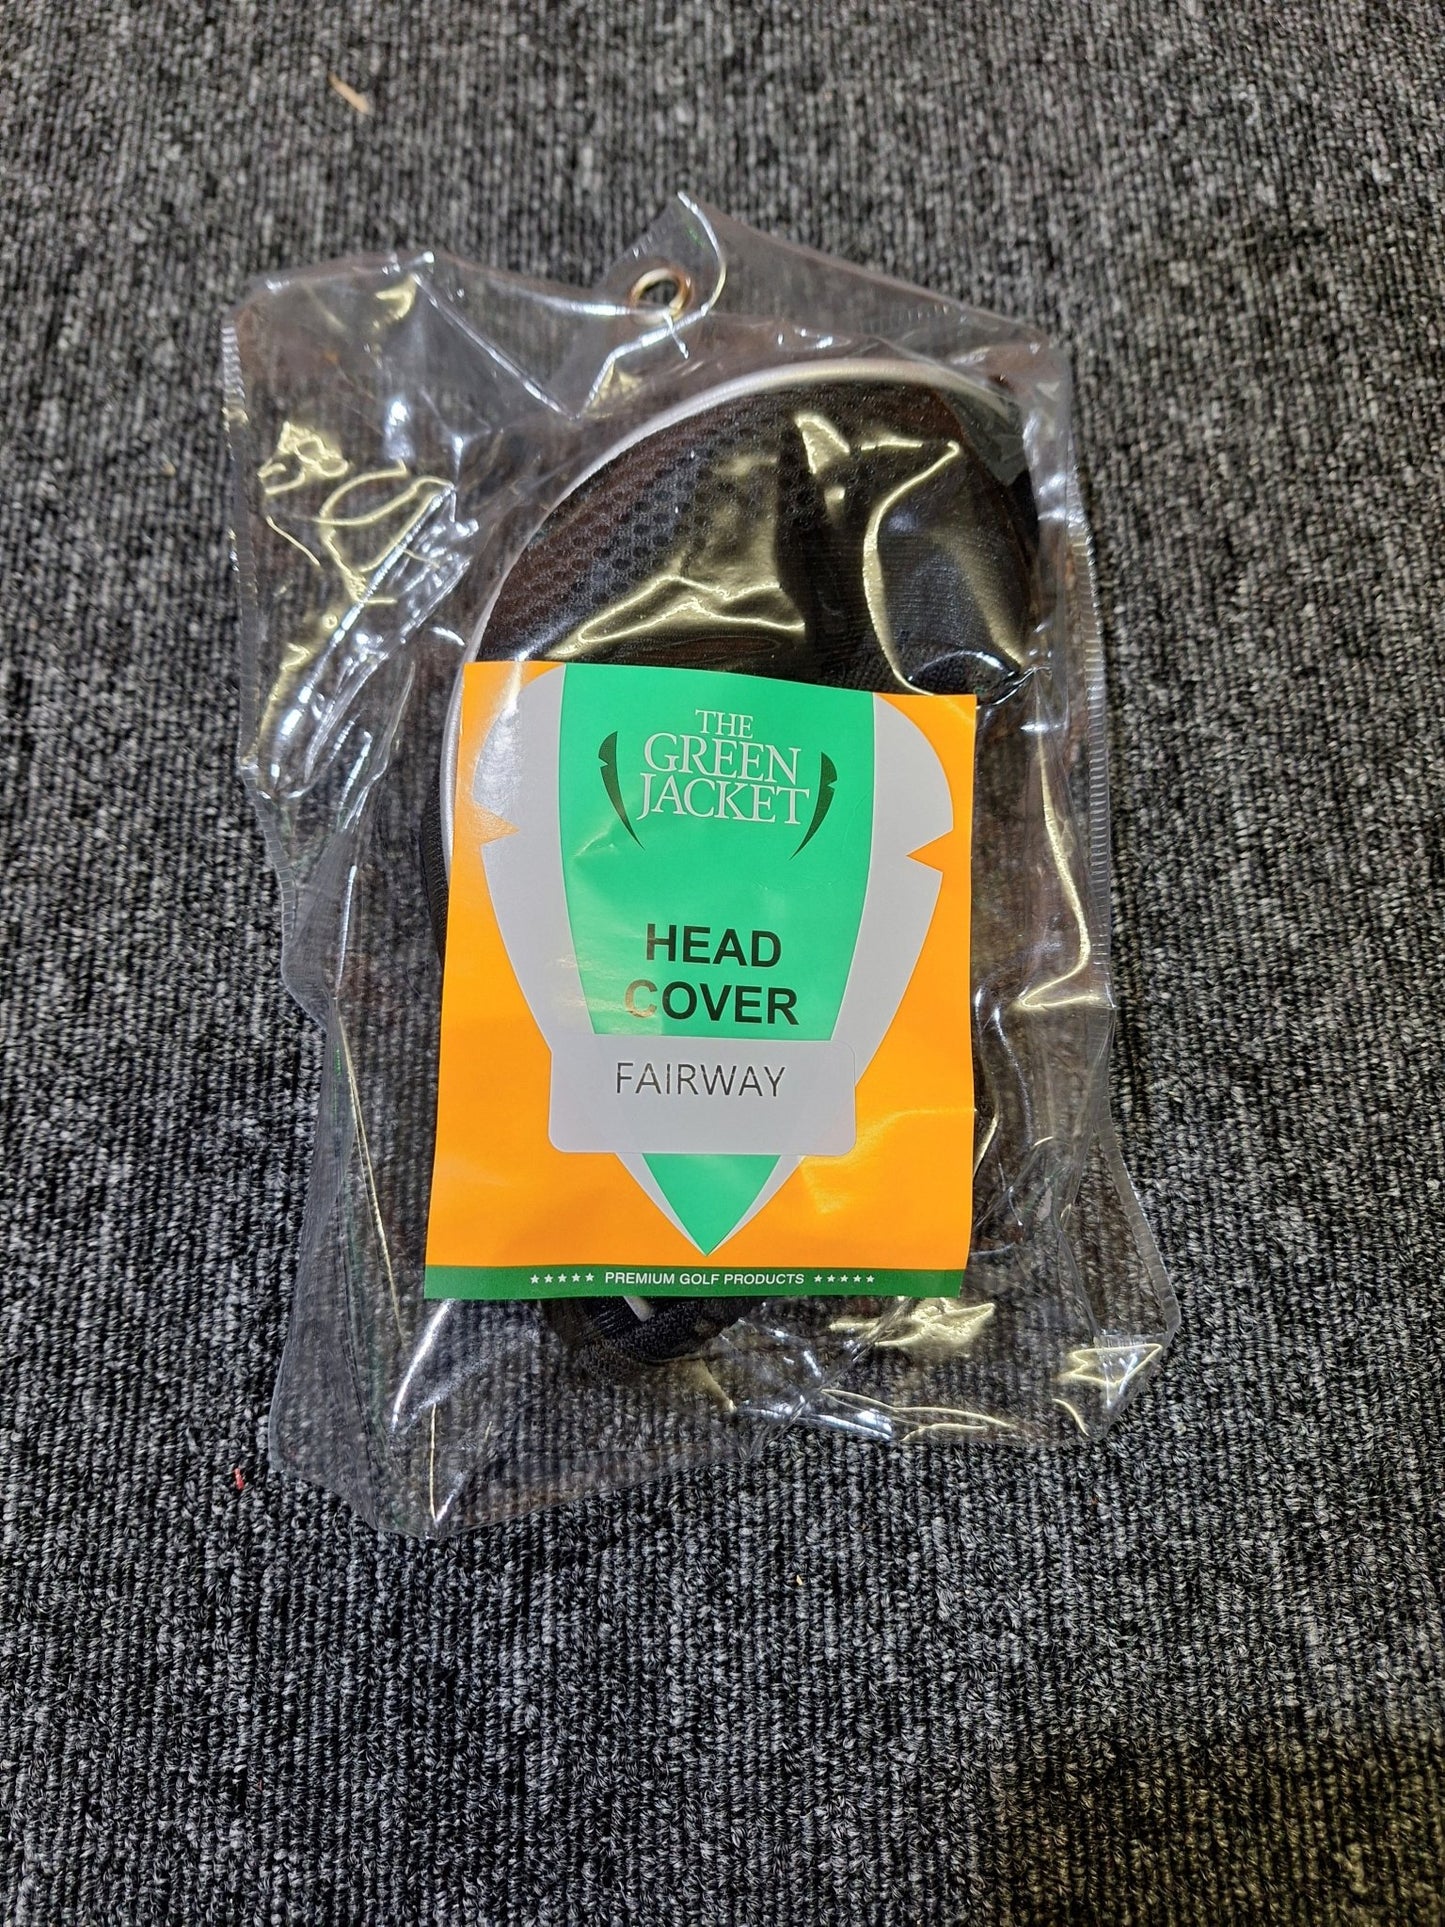 THE
GREEN
JACKET
HEAD
COVER
FAIRWAY
★★★★★ PREMIUM GOLF PRODUCTS ★★★★★